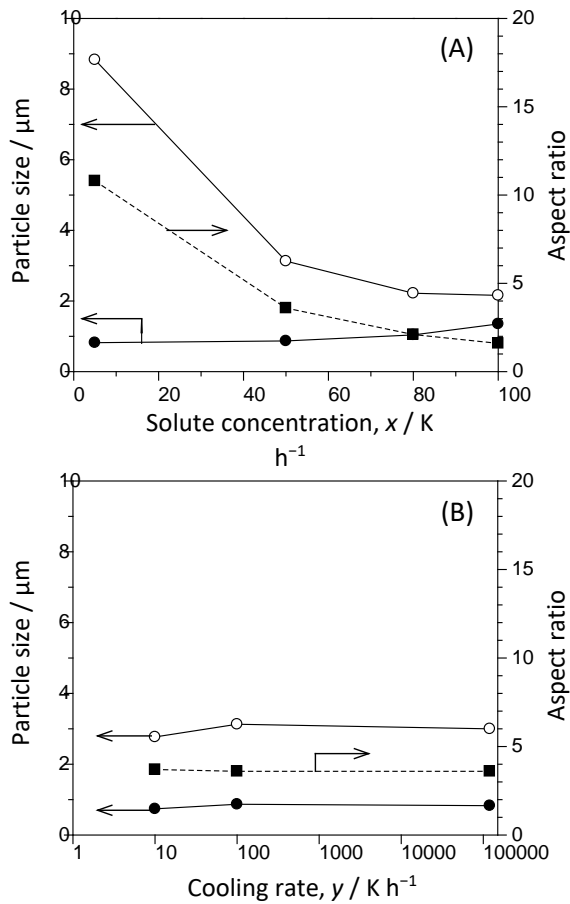 (A)
Particle size / μm
10
8
6
4
2
0
20
15
10
5
0
Aspect ratio
0 20 40 60 80 100
Solute concentration, x / K
h⁻¹
(B)
Particle size / μm
10
8
6
4
2
0
20
15
10
5
0
Aspect ratio
1 10 100 1000 10000 100000
Cooling rate, y / K h⁻¹